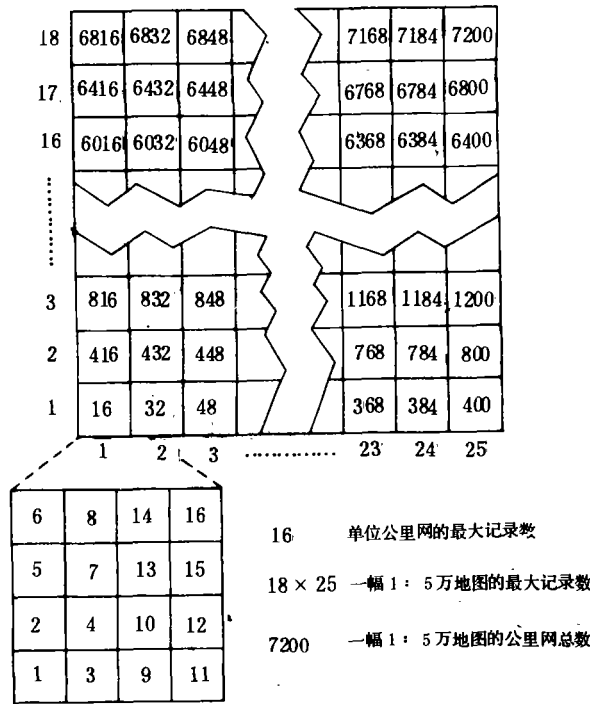 18 6816 6832 6848 7168 7184 7200
17 6416 6432 6448 6768 6784 6800
16 6016 6032 6048 6368 6384 6400
3 816 832 848 1168 1184 1200
2 416 432 448 768 784 800
1 16 32 48 368 384 400
1 2 3 .............. 23 24 25
6 8 14 16
5 7 13 15
2 4 10 12
1 3 9 11
16 单位公里网的最大记录数
18 × 25 一幅1：5万地图的最大记录数
7200 一幅1：5万地图的公里网总数